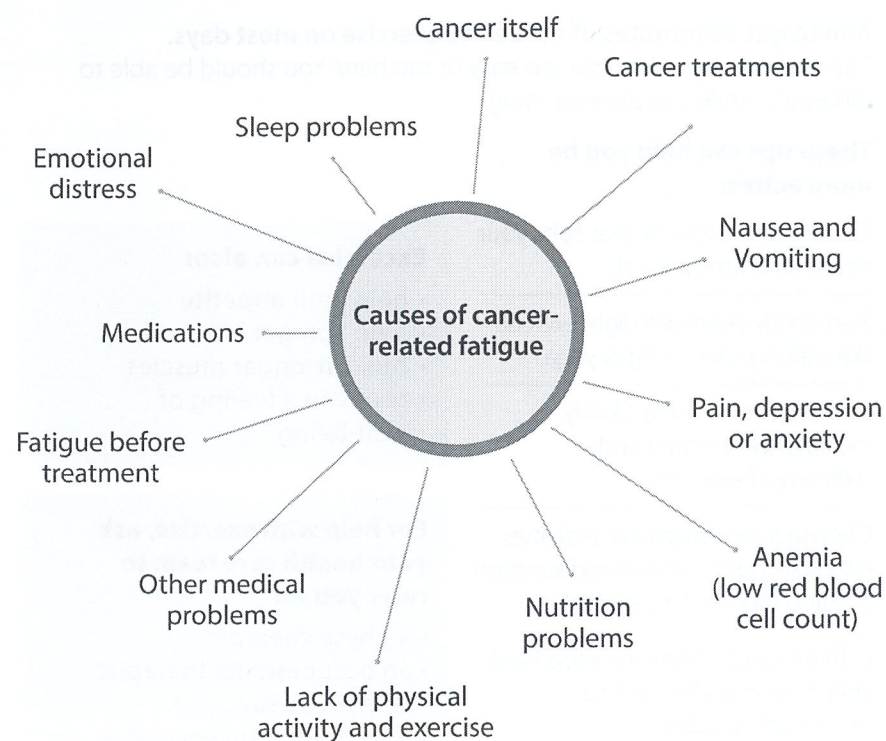 Cancer itself
Cancer treatments
Sleep problems
Emotional
distress
Nausea and
Vomiting
Causes of cancer-
related fatigue
Medications
Pain, depression
or anxiety
Fatigue before
treatment
Anemia
(low red blood
cell count)
Other medical
problems
Nutrition
problems
Lack of physical
activity and exercise